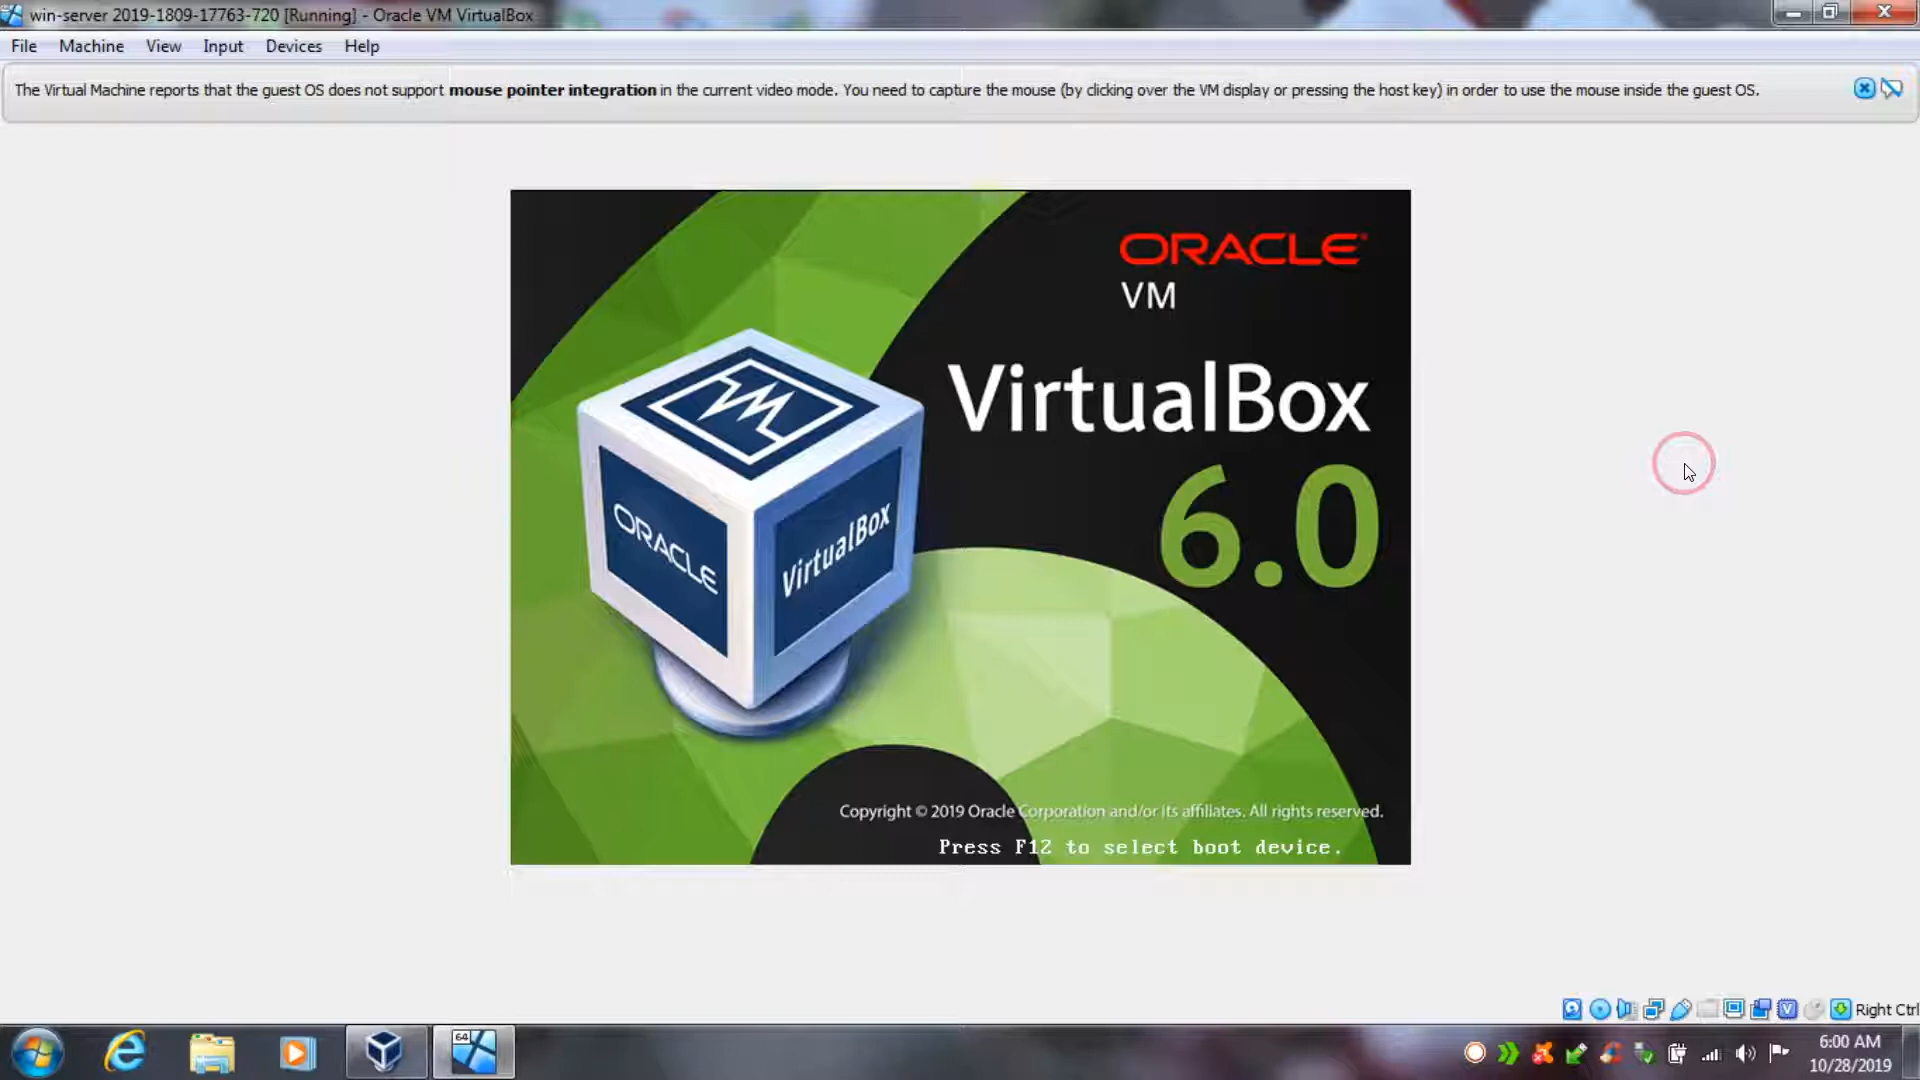 win-server 2019-1809-17763-720 [Running] - Oracle VM VirtualBox
File Machine View Input Devices Help
The Virtual Machine reports that the guest OS does not support mouse pointer integration in the current video mode. You need to capture the mouse (by clicking over the VM display or pressing the host key) in order to use the mouse inside the guest OS.
ORACLE
VM
VirtualBox
6.0
ORACLE
VirtualBox
Copyright © 2019 Oracle Corporation and/or its affiliates. All rights reserved.
Press F12 to select boot device.
Right Ctrl
64
6:00 AM
10/28/2019